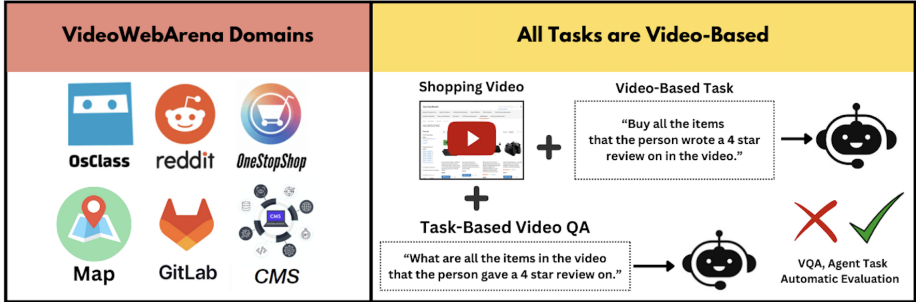 VideoWebArena Domains
All Tasks are Video-Based
OsClass
reddit
OneStopShop
Map
GitLab
CMS
CMS
Shopping Video
Video-Based Task
“Buy all the items
that the person wrote a 4 star
review on in the video.”
Task-Based Video QA
“What are all the items in the video
that the person gave a 4 star review on.”
VQA, Agent Task
Automatic Evaluation